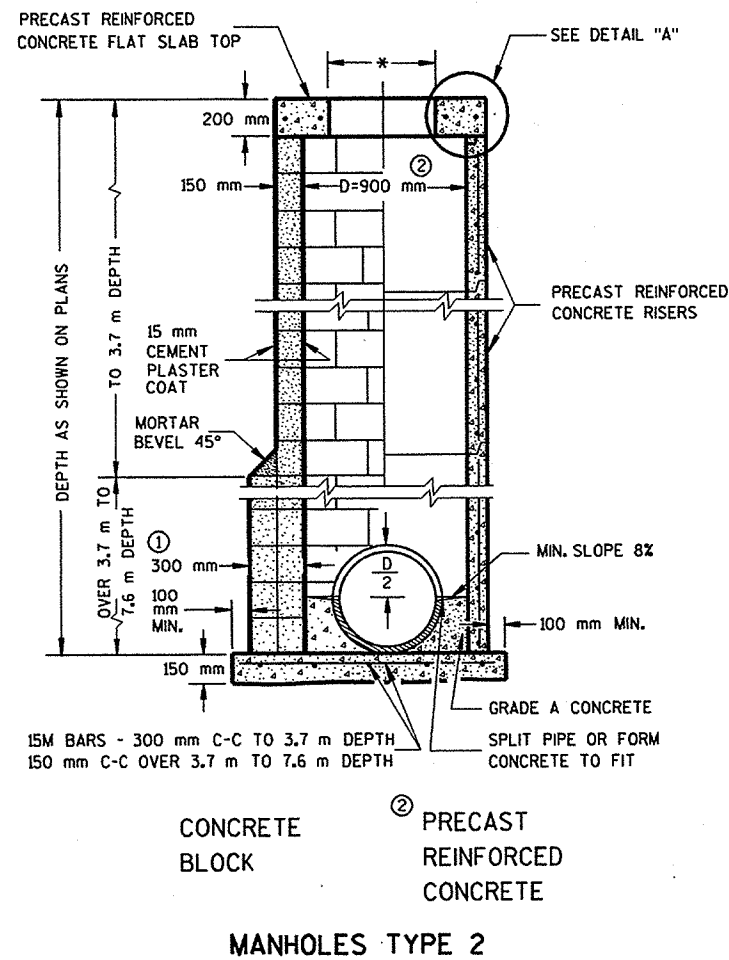 PRECAST REINFORCED
CONCRETE FLAT SLAB TOP
SEE DETAIL "A"
*
200 mm
150 mm
D=900 mm
②
DEPTH AS SHOWN ON PLANS
TO 3.7 m DEPTH
PRECAST REINFORCED
CONCRETE RISERS
15 mm
CEMENT
PLASTER
COAT
MORTAR
BEVEL 45°
OVER 3.7 m TO
7.6 m DEPTH
①
300 mm
100
mm
MIN.
D
2
MIN. SLOPE 8%
100 mm MIN.
150 mm
GRADE A CONCRETE
15M BARS - 300 mm C-C TO 3.7 m DEPTH
150 mm C-C OVER 3.7 m TO 7.6 m DEPTH
SPLIT PIPE OR FORM
CONCRETE TO FIT
CONCRETE
BLOCK
② PRECAST
REINFORCED
CONCRETE
MANHOLES TYPE 2